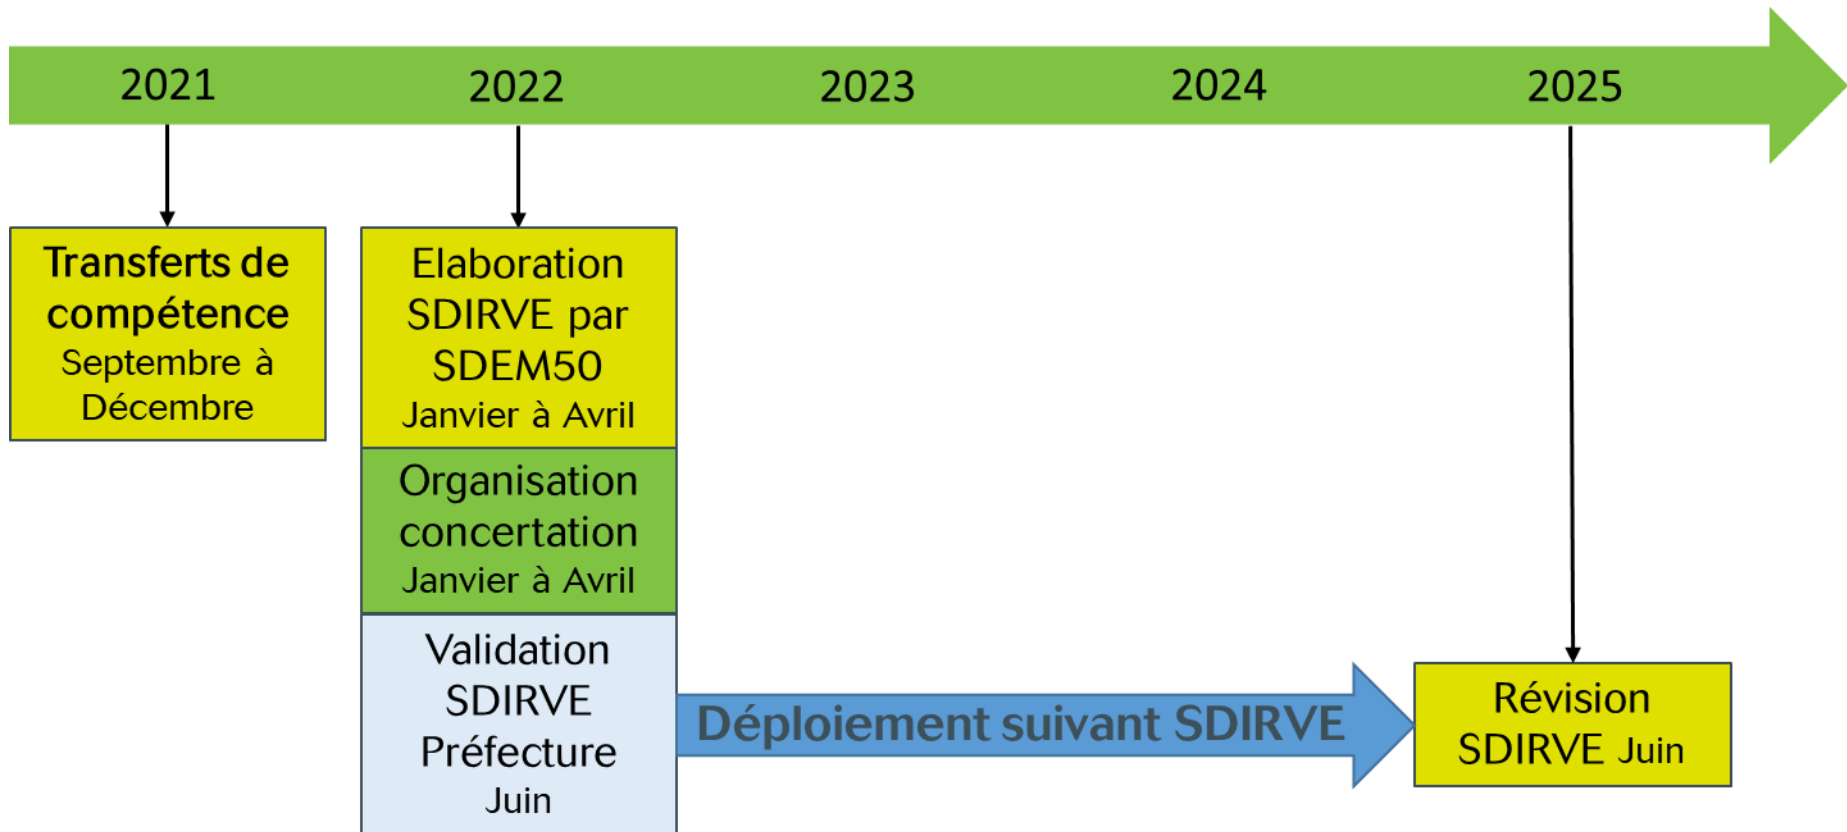 2021
2022
2023
2024
2025
Transferts de
compétence
Septembre à
Décembre
Elaboration
SDIRVE par
SDEM50
Janvier à Avril
Organisation
concertation
Janvier à Avril
Validation
SDIRVE
Préfecture
Juin
Déploiement suivant SDIRVE
Révision
SDIRVE Juin